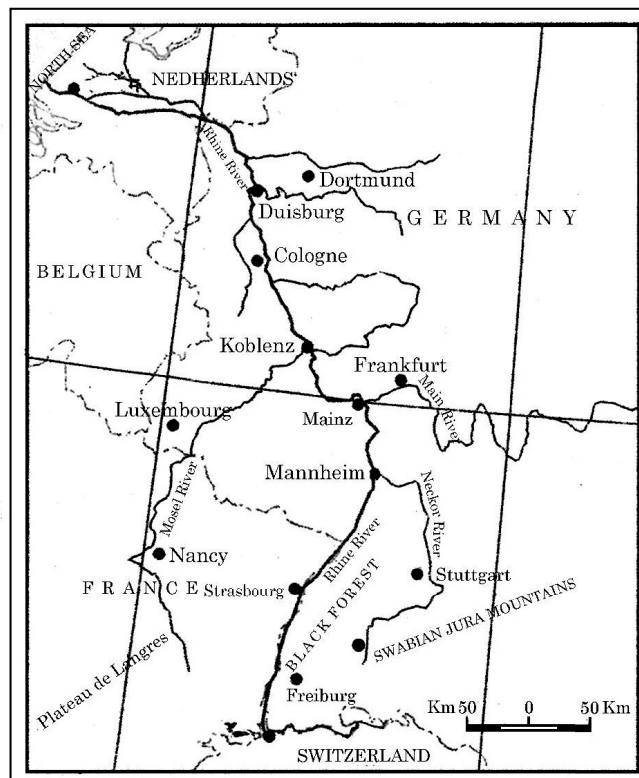 NORTH SEA
NEDHERLANDS
Rhine River
Dortmund
Duisburg
GERMANY
Cologne
BELGIUM
Koblenz
Frankfurt
Main River
Luxembourg
Mainz
Mannheim
Mosel River
Neckor River
Rhine River
Nancy
Stuttgart
FRANCE
Strasbourg
BLACK FOREST
SWABIAN JURA MOUNTAINS
Plateau de Langres
Freiburg
Km 50 0 50 Km
SWITZERLAND